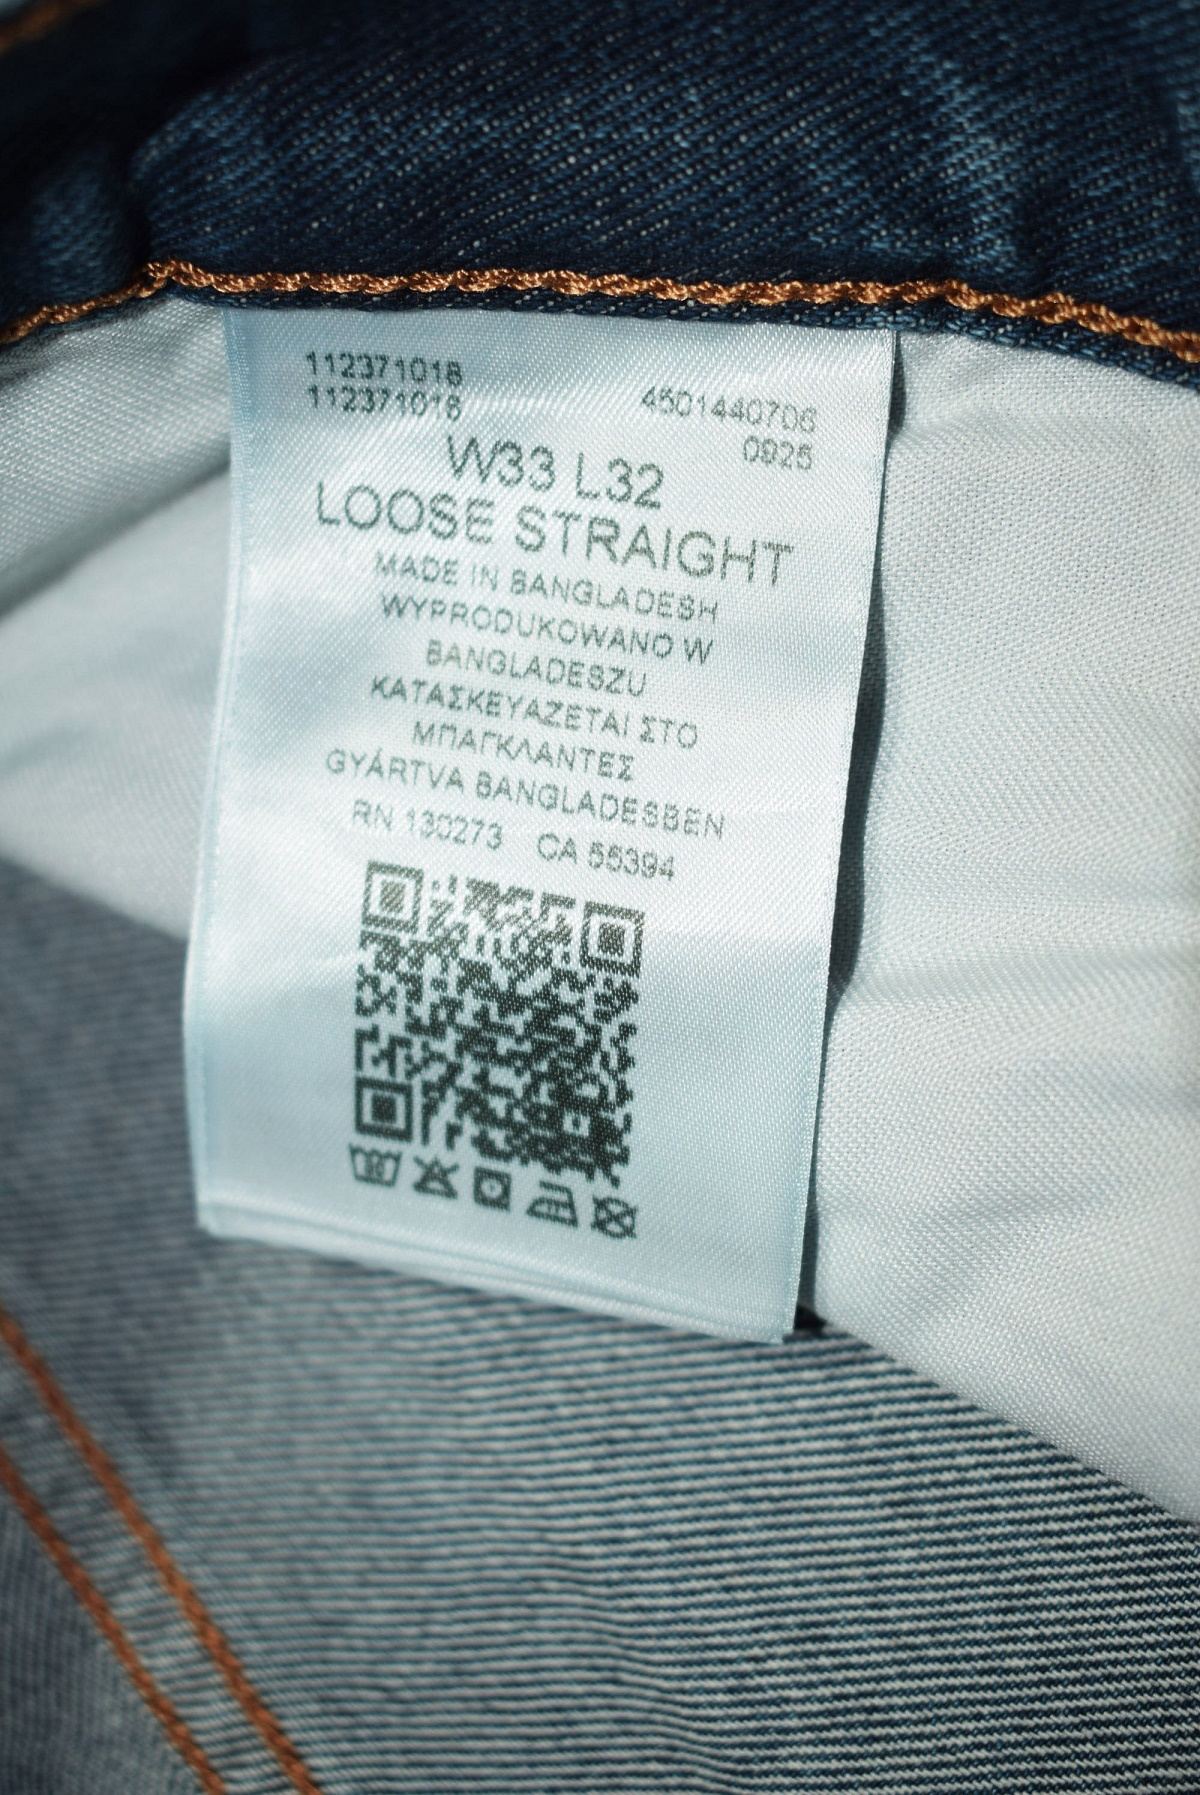 112371018
112371018
4501440706
0925
W33 L32
LOOSE STRAIGHT
MADE IN BANGLADESH
WYPRODUKOWANO W
BANGLADESZU
ΚΑΤΑΣΚΕΥΑΖΕΤΑΙ ΣΤΟ
ΜΠΑΓΚΛΑΝΤΕΣ
GYÁRTVA BANGLADESBEN
RN 130273 CA 55394